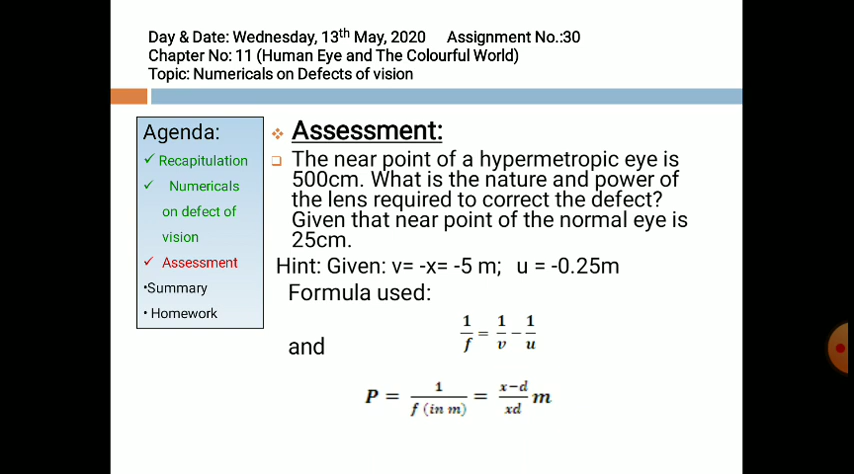 Day & Date: Wednesday, 13th May, 2020 Assignment No.:30
Chapter No: 11 (Human Eye and The Colourful World)
Topic: Numericals on Defects of vision
Agenda:
✓ Recapitulation
✓ Numericals
on defect of
vision
✓ Assessment
•Summary
• Homework
❖ Assessment:
❑ The near point of a hypermetropic eye is
500cm. What is the nature and power of
the lens required to correct the defect?
Given that near point of the normal eye is
25cm.
Hint: Given: v= -x= -5 m; u = -0.25m
Formula used:
1/f = 1/v − 1/u
and
P = 1/f (in m) = x−d/xd m